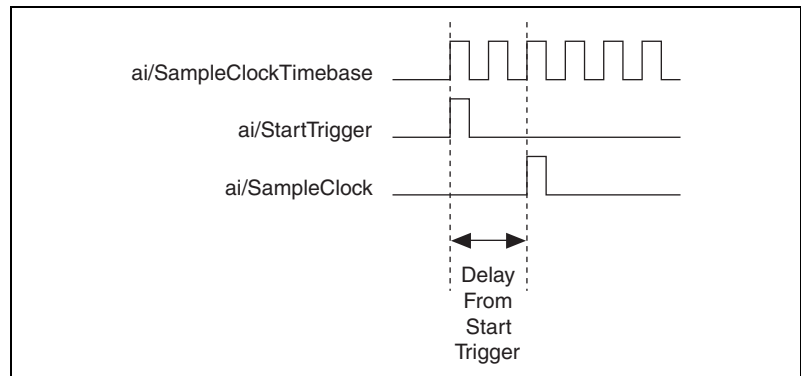 ai/SampleClockTimebase
ai/StartTrigger
ai/SampleClock
Delay
From
Start
Trigger